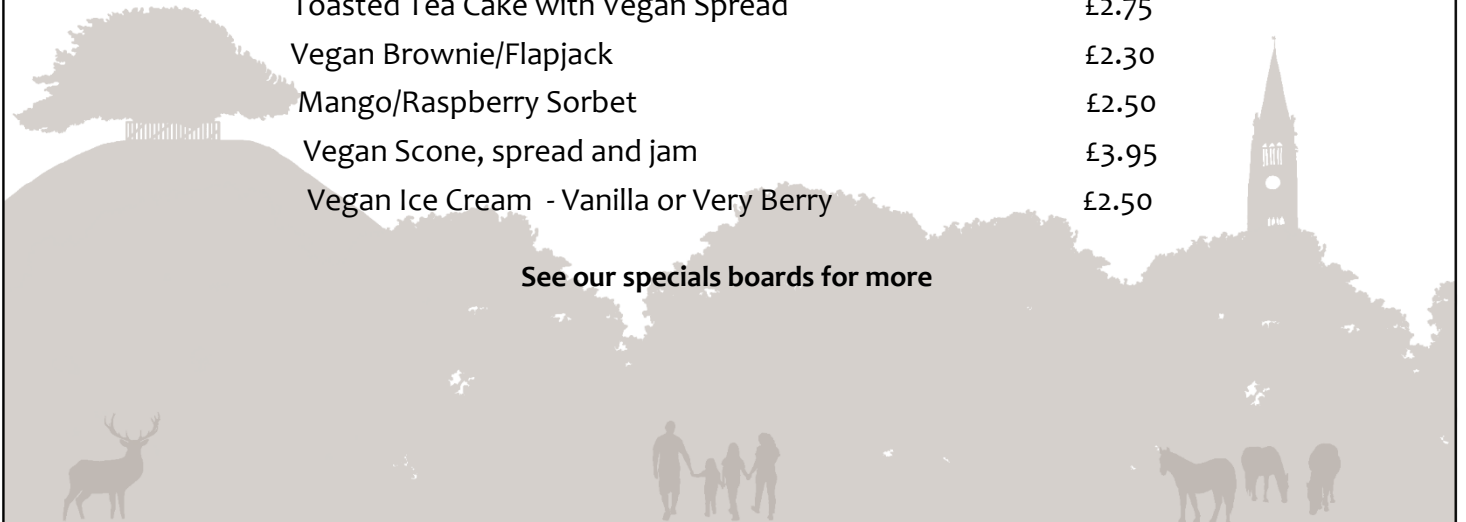 Toasted Tea Cake with Vegan Spread £2.75
Vegan Brownie/Flapjack £2.30
Mango/Raspberry Sorbet £2.50
Vegan Scone, spread and jam £3.95
Vegan Ice Cream - Vanilla or Very Berry £2.50
See our specials boards for more